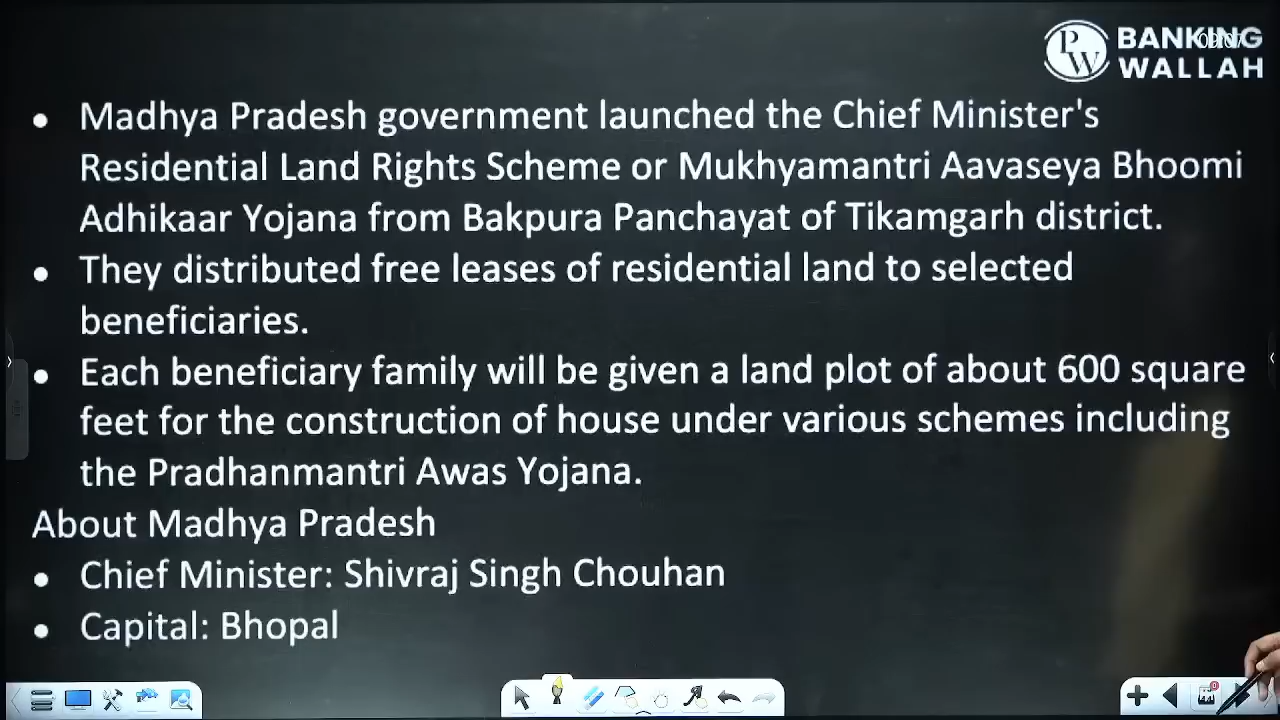 PW BANKING
WALLAH
09:07
• Madhya Pradesh government launched the Chief Minister's
Residential Land Rights Scheme or Mukhyamantri Aavaseya Bhoomi
Adhikaar Yojana from Bakpura Panchayat of Tikamgarh district.
• They distributed free leases of residential land to selected
beneficiaries.
• Each beneficiary family will be given a land plot of about 600 square
feet for the construction of house under various schemes including
the Pradhanmantri Awas Yojana.
About Madhya Pradesh
• Chief Minister: Shivraj Singh Chouhan
• Capital: Bhopal